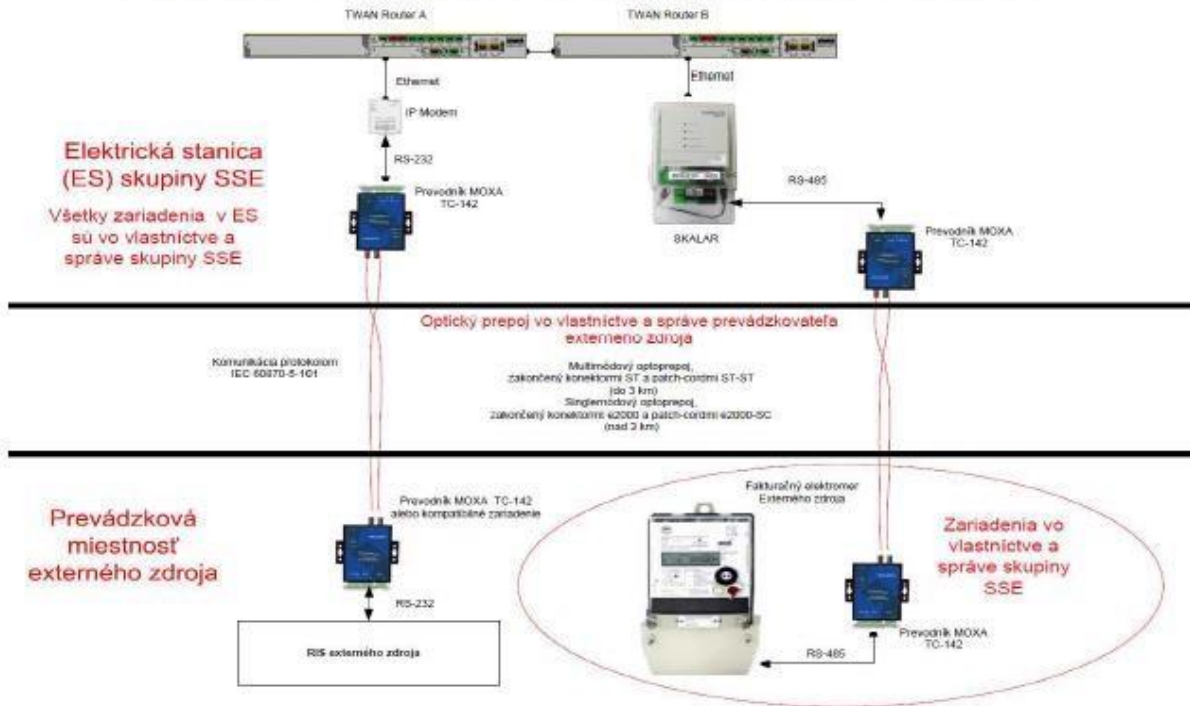 TWAN Router A
TWAN Router B
Ethernet
Ethernet
IP Modem
Elektrická stanica
(ES) skupiny SSE
RS-232
RS-485
Prevodník MOXA
TC-142
Všetky zariadenia v ES
sú vo vlastníctve a
správe skupiny SSE
SKALAR
Prevodník MOXA
TC-142
Optický prepoj vo vlastníctve a správe prevádzkovateľa
externého zdroja
Komunikácia protokolom
IEC 60870-5-101
Multimódový optoprepoj,
zakončený konektormi ST a patch-cordmi ST-ST
(do 3 km)
Singlemódový optoprepoj,
zakončený konektormi e2000 a patch-cordmi e2000-SC
(nad 3 km)
Prevádzková
miestnosť
externého zdroja
Prevodník MOXA TC-142
alebo kompatibilné zariadenie
Fakturačný elektromer
Externého zdroja
Zariadenia vo
vlastníctve a
správe skupiny
SSE
RS-232
RIS externého zdroja
RS-485
Prevodník MOXA
TC-142